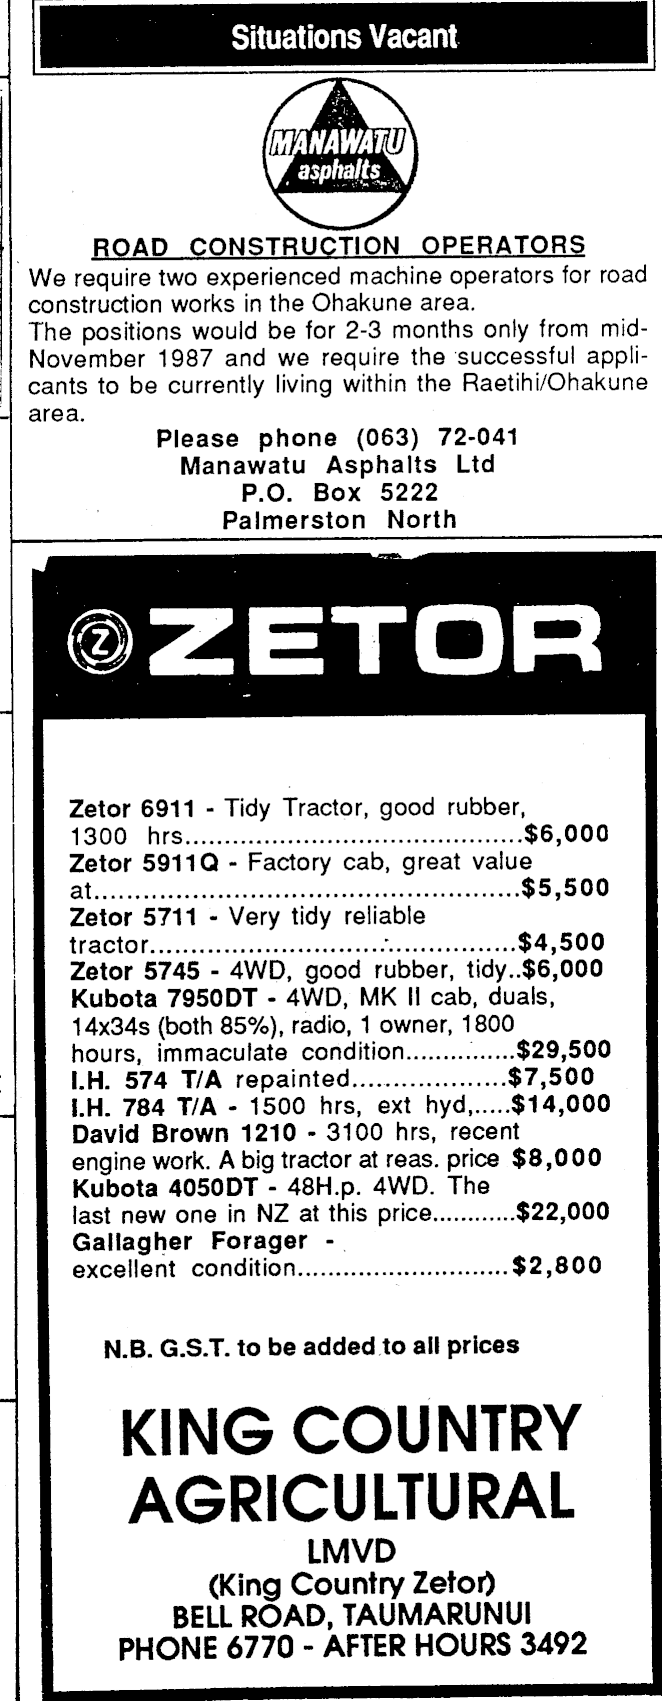 Situations Vacant
MANAWATU
asphalts
ROAD CONSTRUCTION OPERATORS
We require two experienced machine operators for road
construction works in the Ohakune area.
The positions would be for 2-3 months only from mid-
November 1987 and we require the successful appli-
cants to be currently living within the Raetihi/Ohakune
area.
Please phone (063) 72-041
Manawatu Asphalts Ltd
P.O. Box 5222
Palmerston North
Z ZETOR
Zetor 6911 - Tidy Tractor, good rubber,
1300 hrs..........................................$6,000
Zetor 5911Q - Factory cab, great value
at.....................................................$5,500
Zetor 5711 - Very tidy reliable
tractor..............................................$4,500
Zetor 5745 - 4WD, good rubber, tidy..$6,000
Kubota 7950DT - 4WD, MK II cab, duals,
14x34s (both 85%), radio, 1 owner, 1800
hours, immaculate condition..............$29,500
I.H. 574 T/A repainted...................$7,500
I.H. 784 T/A - 1500 hrs, ext hyd,.....$14,000
David Brown 1210 - 3100 hrs, recent
engine work. A big tractor at reas. price $8,000
Kubota 4050DT - 48H.p. 4WD. The
last new one in NZ at this price............$22,000
Gallagher Forager -
excellent condition...........................$2,800
N.B. G.S.T. to be added to all prices
KING COUNTRY
AGRICULTURAL
LMVD
(King Country Zetor)
BELL ROAD, TAUMARUNUI
PHONE 6770 - AFTER HOURS 3492